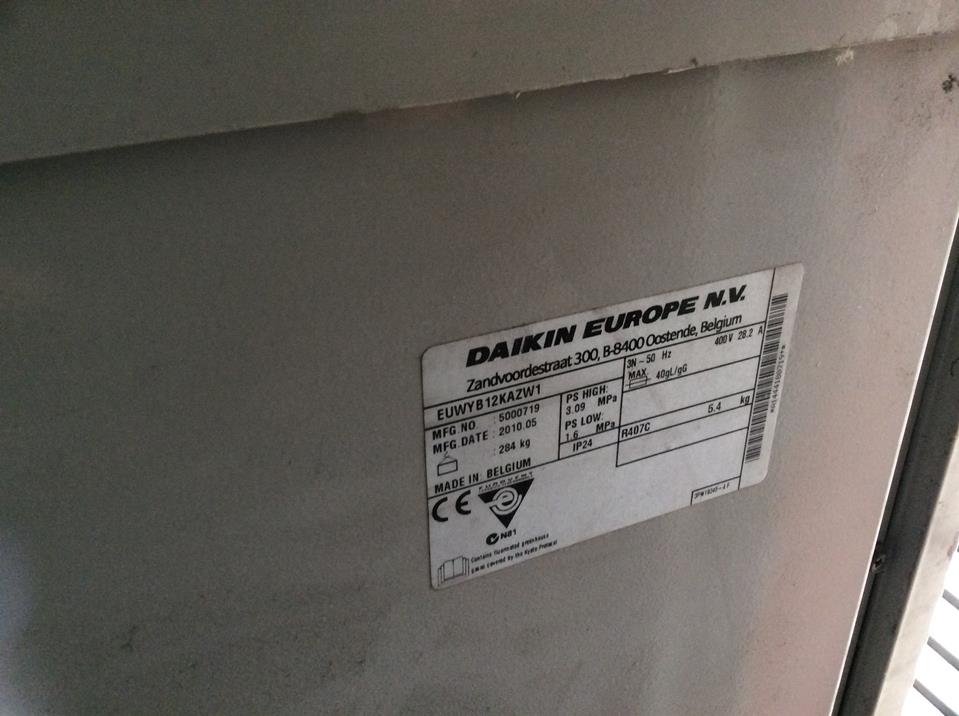 DAIKIN EUROPE N.V.
Zandvoordestraat 300, B-8400 Oostende, Belgium
EUWYB12KAZW1
MFG.NO : 5000719
MFG.DATE : 2010.05
: 284 kg
MADE IN: BELGIUM
PS HIGH:
3.09 MPa
PS LOW:
1.6 MPa
IP24
3N~50 Hz 400V 28.2 A
MAX. 40gL/gG
R407C 5.4 kg
CE
EUROVENT
N81
Contains fluorinated greenhouse
gases covered by the Kyoto Protocol